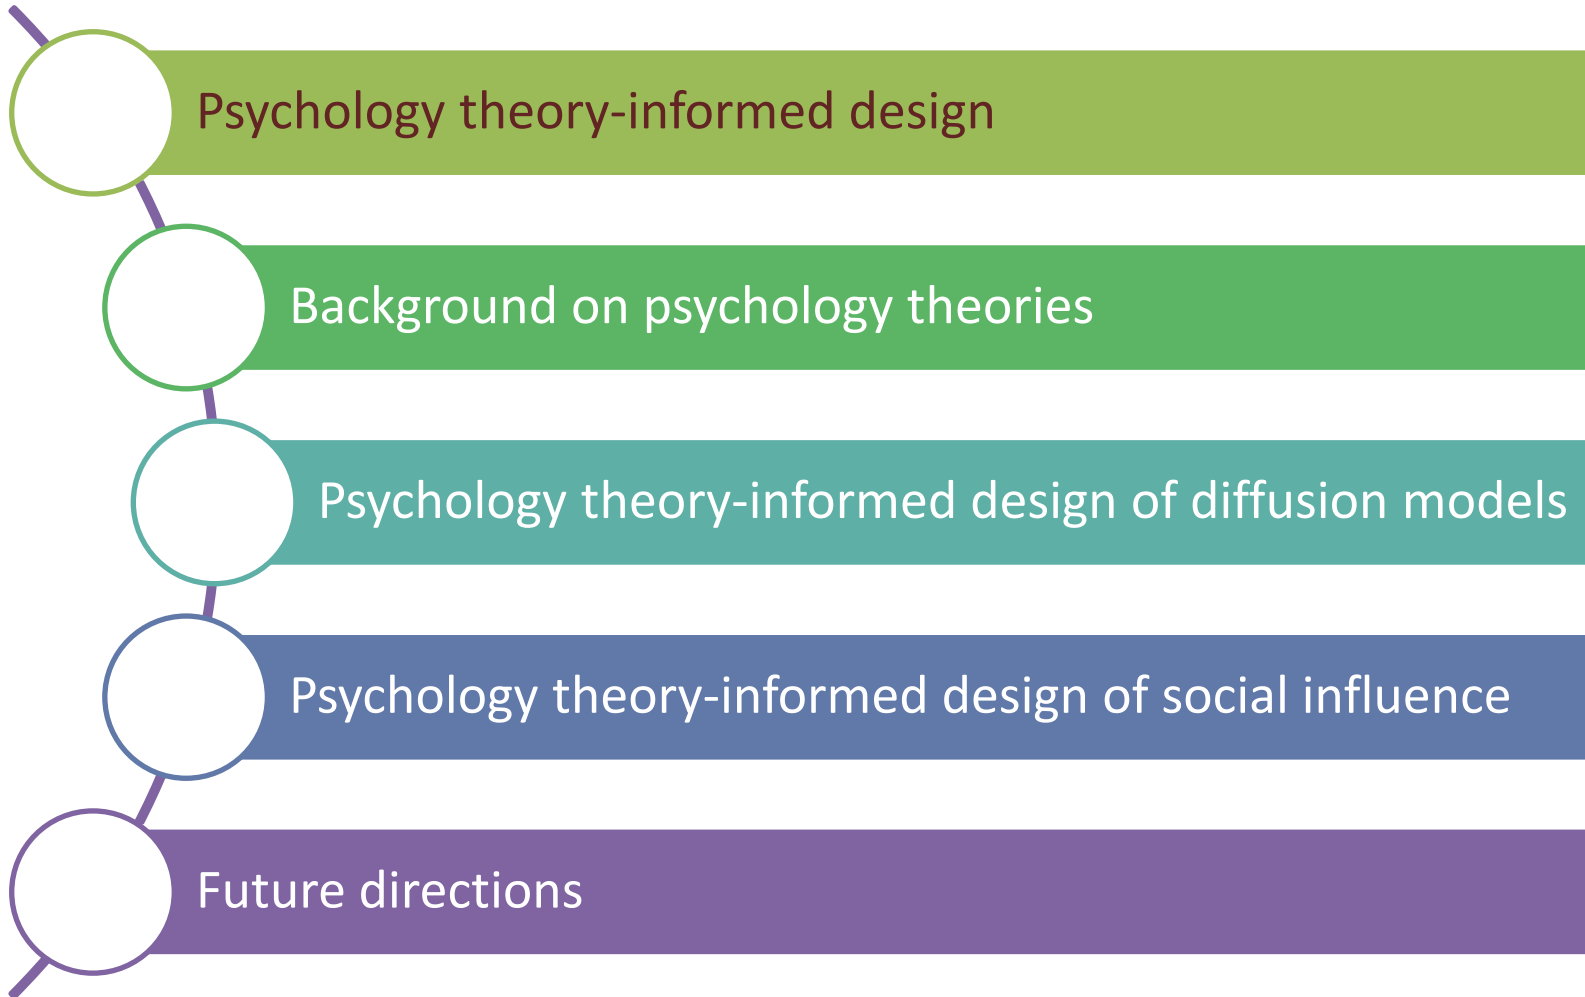 Psychology theory-informed design
Background on psychology theories
Psychology theory-informed design of diffusion models
Psychology theory-informed design of social influence
Future directions